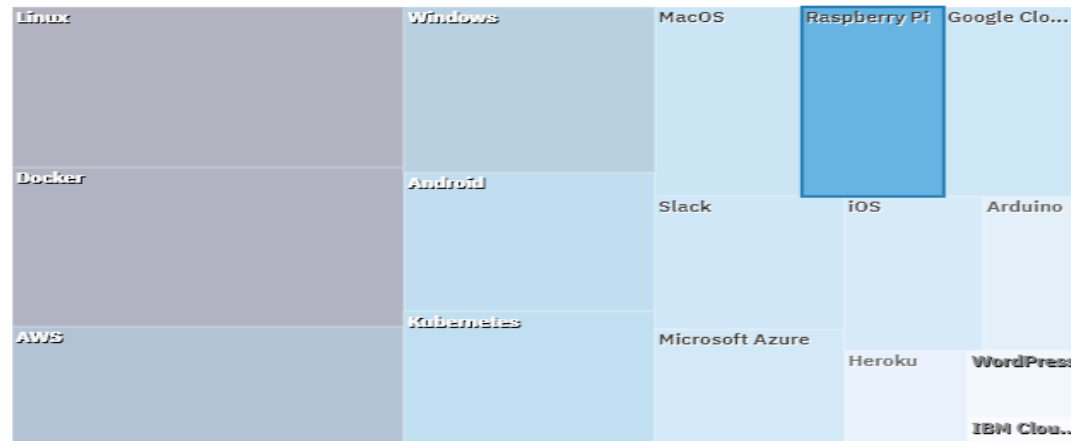 Linux
Windows
MacOS
Raspberry Pi
Google Clo...
Docker
Android
Slack
iOS
Arduino
AWS
Kubernetes
Microsoft Azure
Heroku
WordPress
IBM Clou...